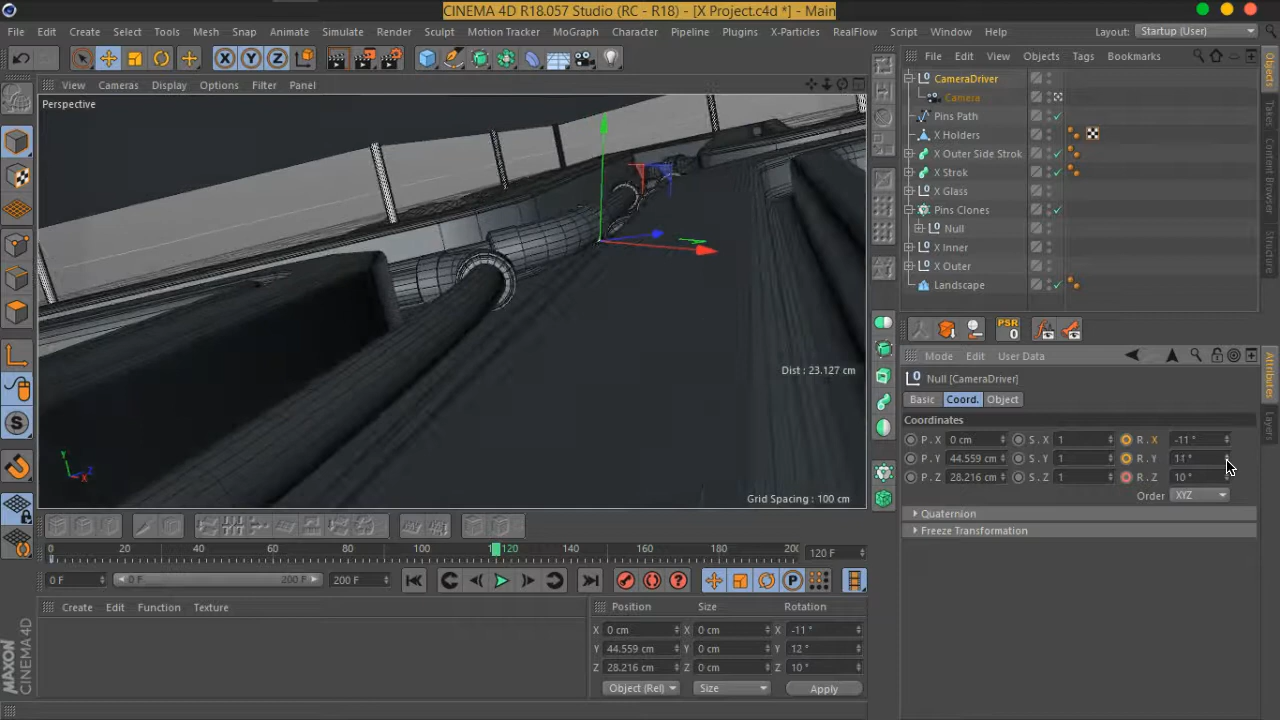 CINEMA 4D R18.057 Studio (RC - R18) - [X Project.c4d *] - Main
File Edit Create Select Tools Mesh Snap Animate Simulate Render Sculpt Motion Tracker MoGraph Character Pipeline Plugins X-Particles RealFlow Script Window Help Layout: Startup (User)
View Cameras Display Options Filter Panel
File Edit View Objects Tags Bookmarks
Perspective
CameraDriver
Camera
Pins Path
X Holders
X Outer Side Strok
X Strok
X Glass
Pins Clones
Null
X Inner
X Outer
Landscape
Objects
Takes
Content Browser
Structure
PSR
0
Mode Edit User Data
Null [CameraDriver]
Basic Coord. Object
Coordinates
P . X 0 cm S . X 1 R . X -11 °
P . Y 44.559 cm S . Y 1 R . Y 11 °
P . Z 28.216 cm S . Z 1 R . Z 10 °
Order XYZ
Quaternion
Freeze Transformation
Attributes
Layers
Dist : 23.127 cm
Grid Spacing : 100 cm
Y
Z
X
0 20 40 60 80 100 120 140 160 180 200 120 F
0 F 0 F 200 F 200 F
Create Edit Function Texture
Position Size Rotation
X 0 cm X 0 cm X -11 °
Y 44.559 cm Y 0 cm Y 12 °
Z 28.216 cm Z 0 cm Z 10 °
Object (Rel) Size Apply
MAXON
CINEMA 4D